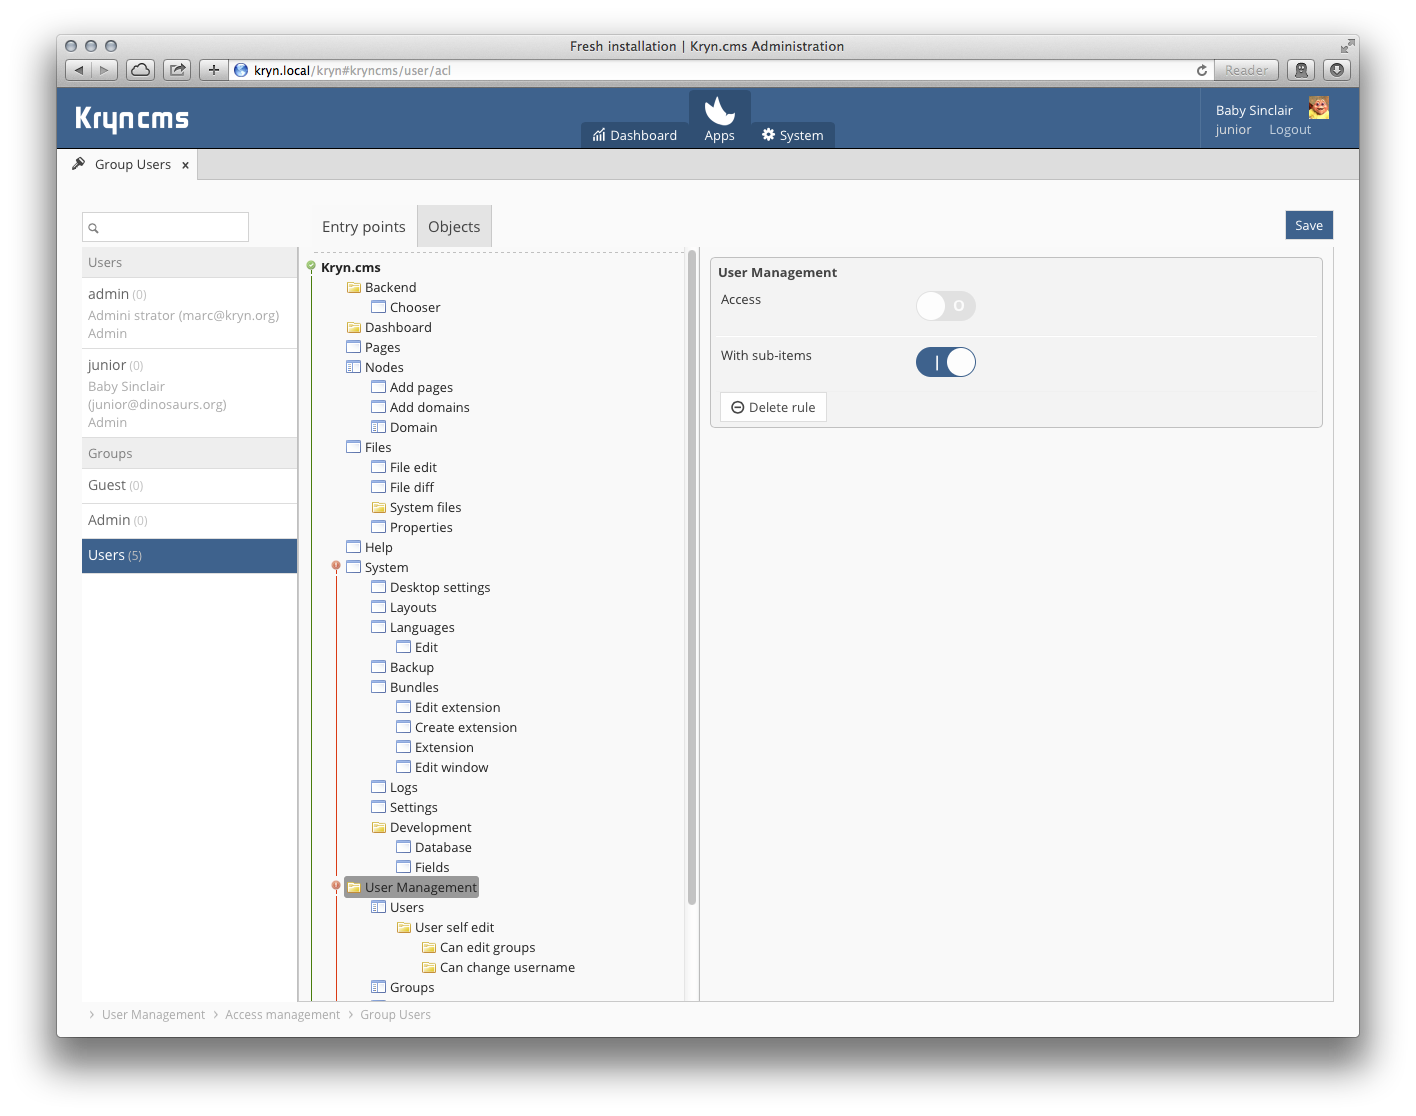 Fresh installation | Kryn.cms Administration
kryn.local/kryn#kryncms/user/acl
Reader
Kryncms
Dashboard
Apps
System
Baby Sinclair
junior Logout
Group Users x
Entry points
Objects
Save
Users
admin (0)
Admini strator (marc@kryn.org)
Admin
junior (0)
Baby Sinclair
(junior@dinosaurs.org)
Admin
Groups
Guest (0)
Admin (0)
Users (5)
Kryn.cms
Backend
Chooser
Dashboard
Pages
Nodes
Add pages
Add domains
Domain
Files
File edit
File diff
System files
Properties
Help
System
Desktop settings
Layouts
Languages
Edit
Backup
Bundles
Edit extension
Create extension
Extension
Edit window
Logs
Settings
Development
Database
Fields
User Management
Users
User self edit
Can edit groups
Can change username
Groups
User Management
Access
With sub-items
Delete rule
› User Management › Access management › Group Users